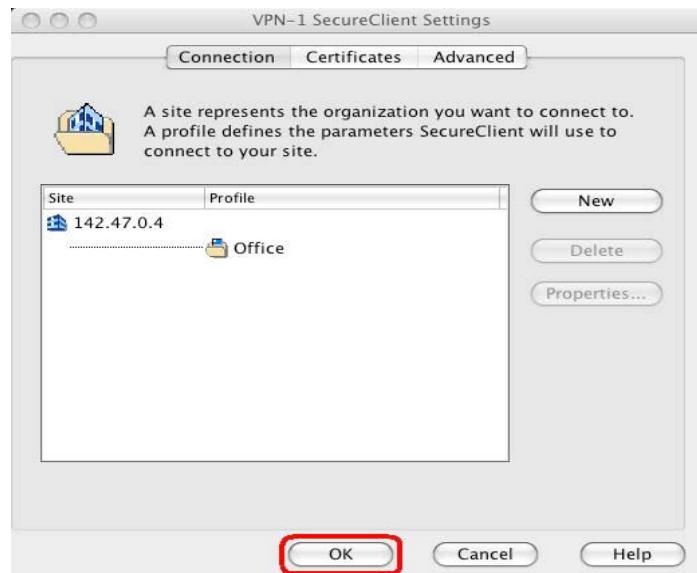 VPN-1 SecureClient Settings
Connection Certificates Advanced
A site represents the organization you want to connect to.
A profile defines the parameters SecureClient will use to
connect to your site.
Site Profile
142.47.0.4
Office
New
Delete
Properties...
OK Cancel Help